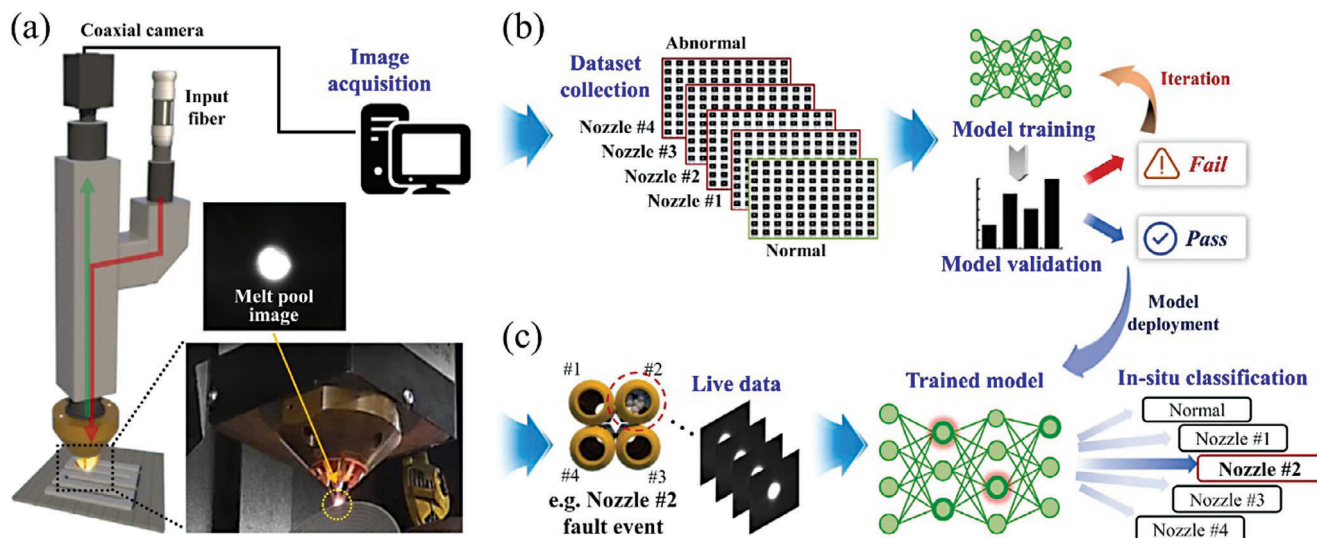 (a)
Coaxial camera
Input
fiber
Image
acquisition
Melt pool
image
(b)
Dataset
collection
Abnormal
Nozzle #4
Nozzle #3
Nozzle #2
Nozzle #1
Normal
Model training
Model validation
Iteration
Fail
Pass
Model
deployment
(c)
#1
#2
#4
#3
e.g. Nozzle #2
fault event
Live data
Trained model
In-situ classification
Normal
Nozzle #1
Nozzle #2
Nozzle #3
Nozzle #4